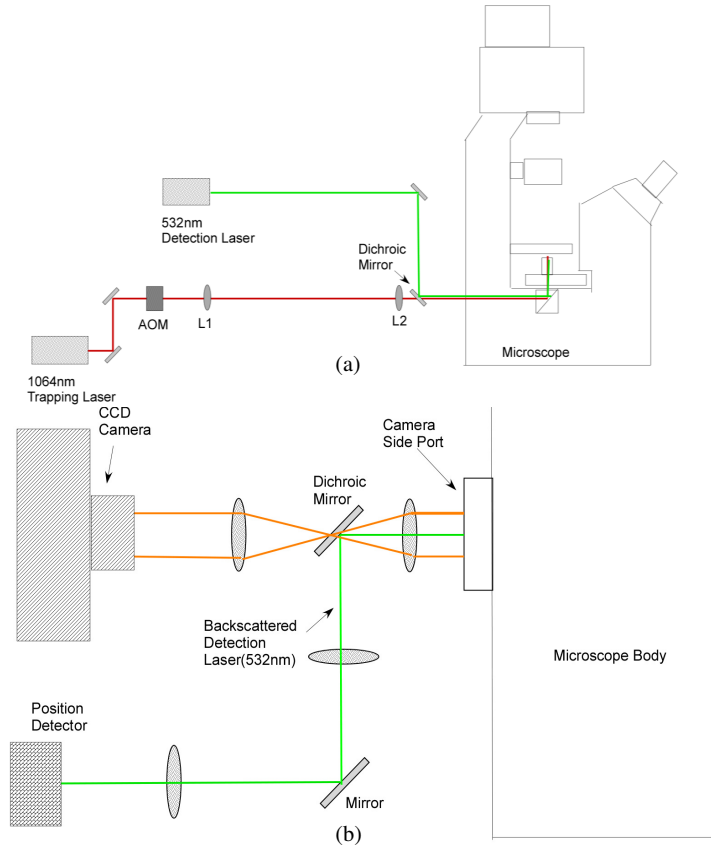 532nm
Detection Laser
Dichroic
Mirror
AOM
L1
L2
1064nm
Trapping Laser
Microscope
(a)
CCD
Camera
Camera
Side Port
Dichroic
Mirror
Backscattered
Detection
Laser(532nm)
Microscope Body
Position
Detector
Mirror
(b)